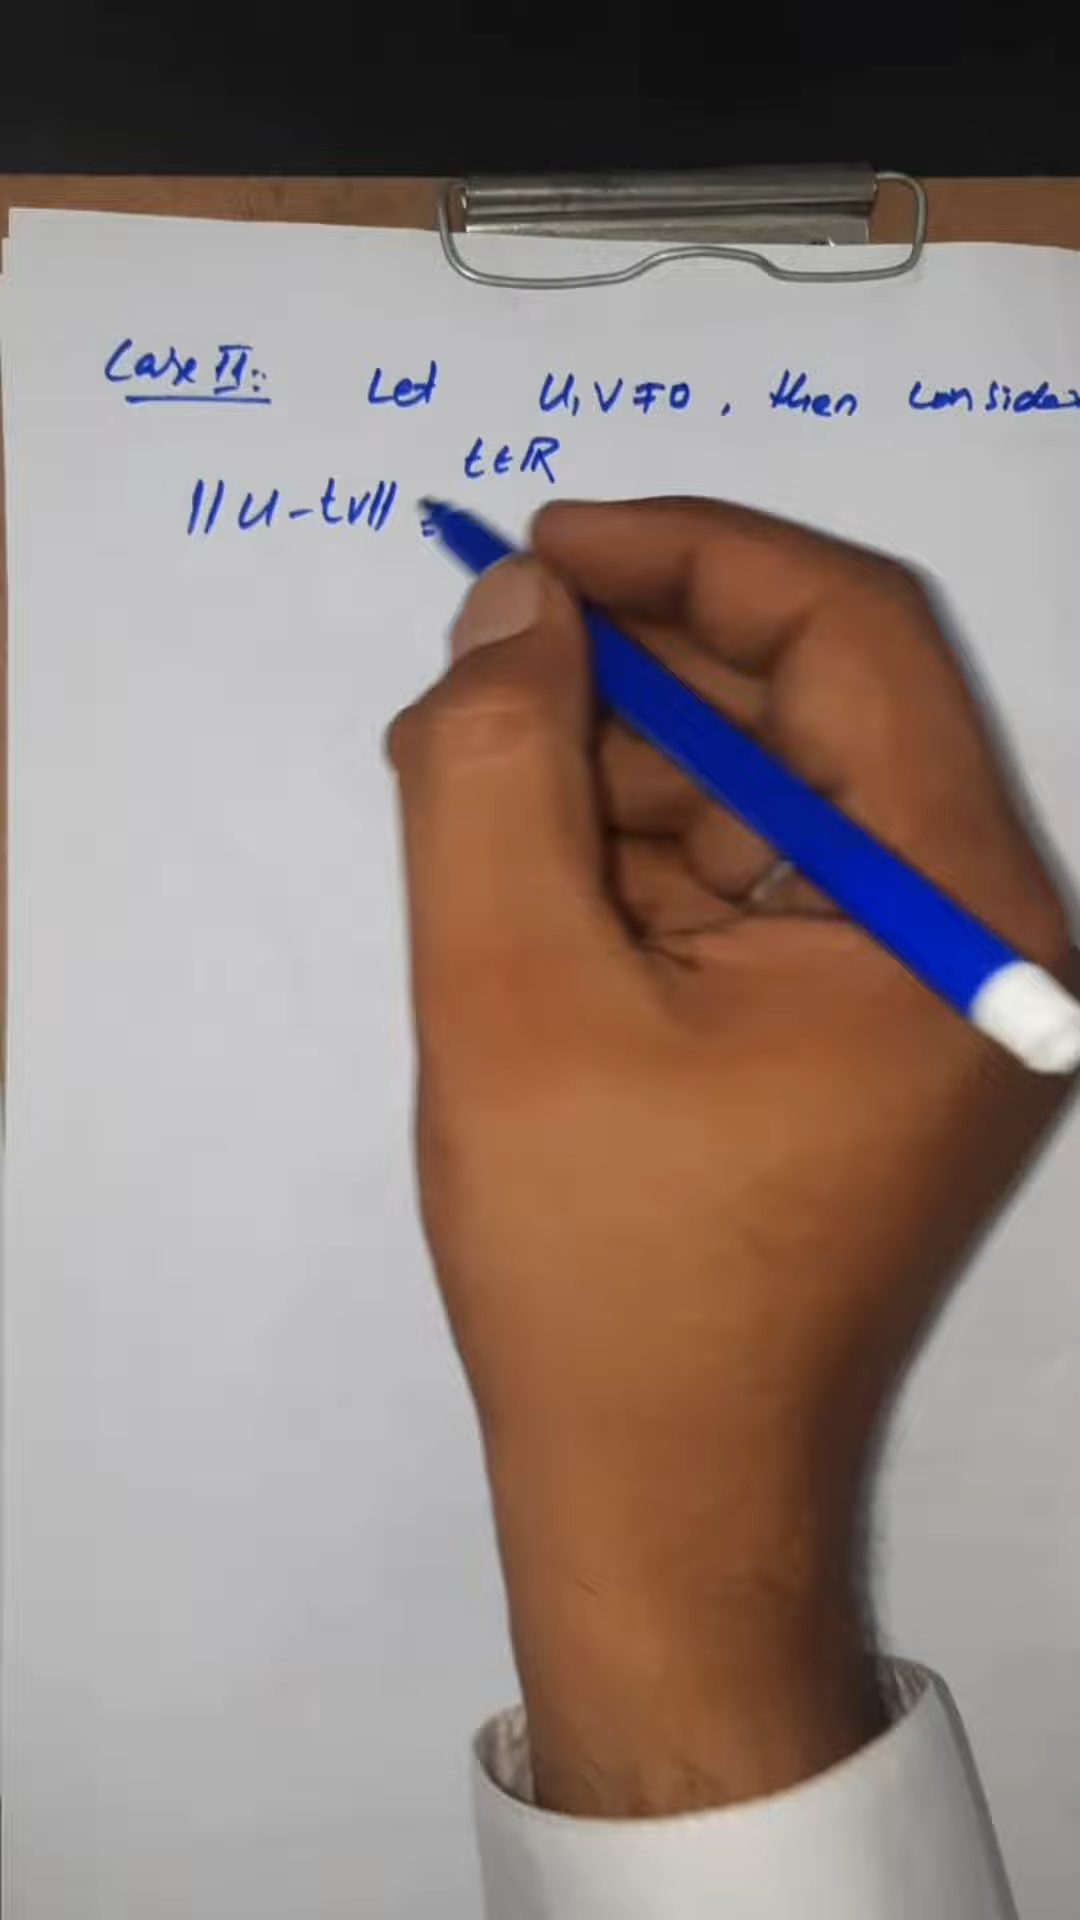 Case II: Let U, V ≠ 0, then consider
t ∈ ℝ
||U - tv|| =